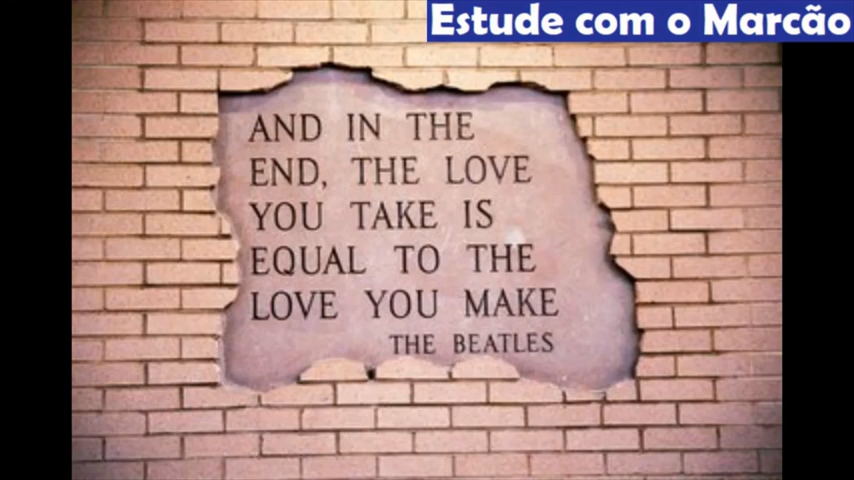 Estude com o Marcão
AND IN THE
END, THE LOVE
YOU TAKE IS
EQUAL TO THE
LOVE YOU MAKE
THE BEATLES